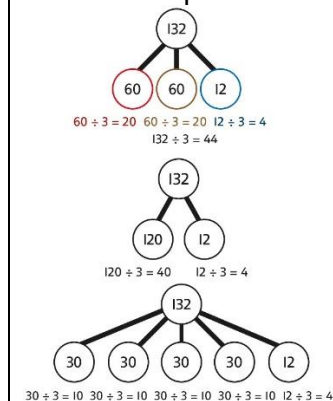 132
60 60 12
60 ÷ 3 = 20 60 ÷ 3 = 20 12 ÷ 3 = 4
132 ÷ 3 = 44
132
120 12
120 ÷ 3 = 40 12 ÷ 3 = 4
132
30 30 30 30 12
30 ÷ 3 = 10 30 ÷ 3 = 10 30 ÷ 3 = 10 30 ÷ 3 = 10 12 ÷ 3 = 4